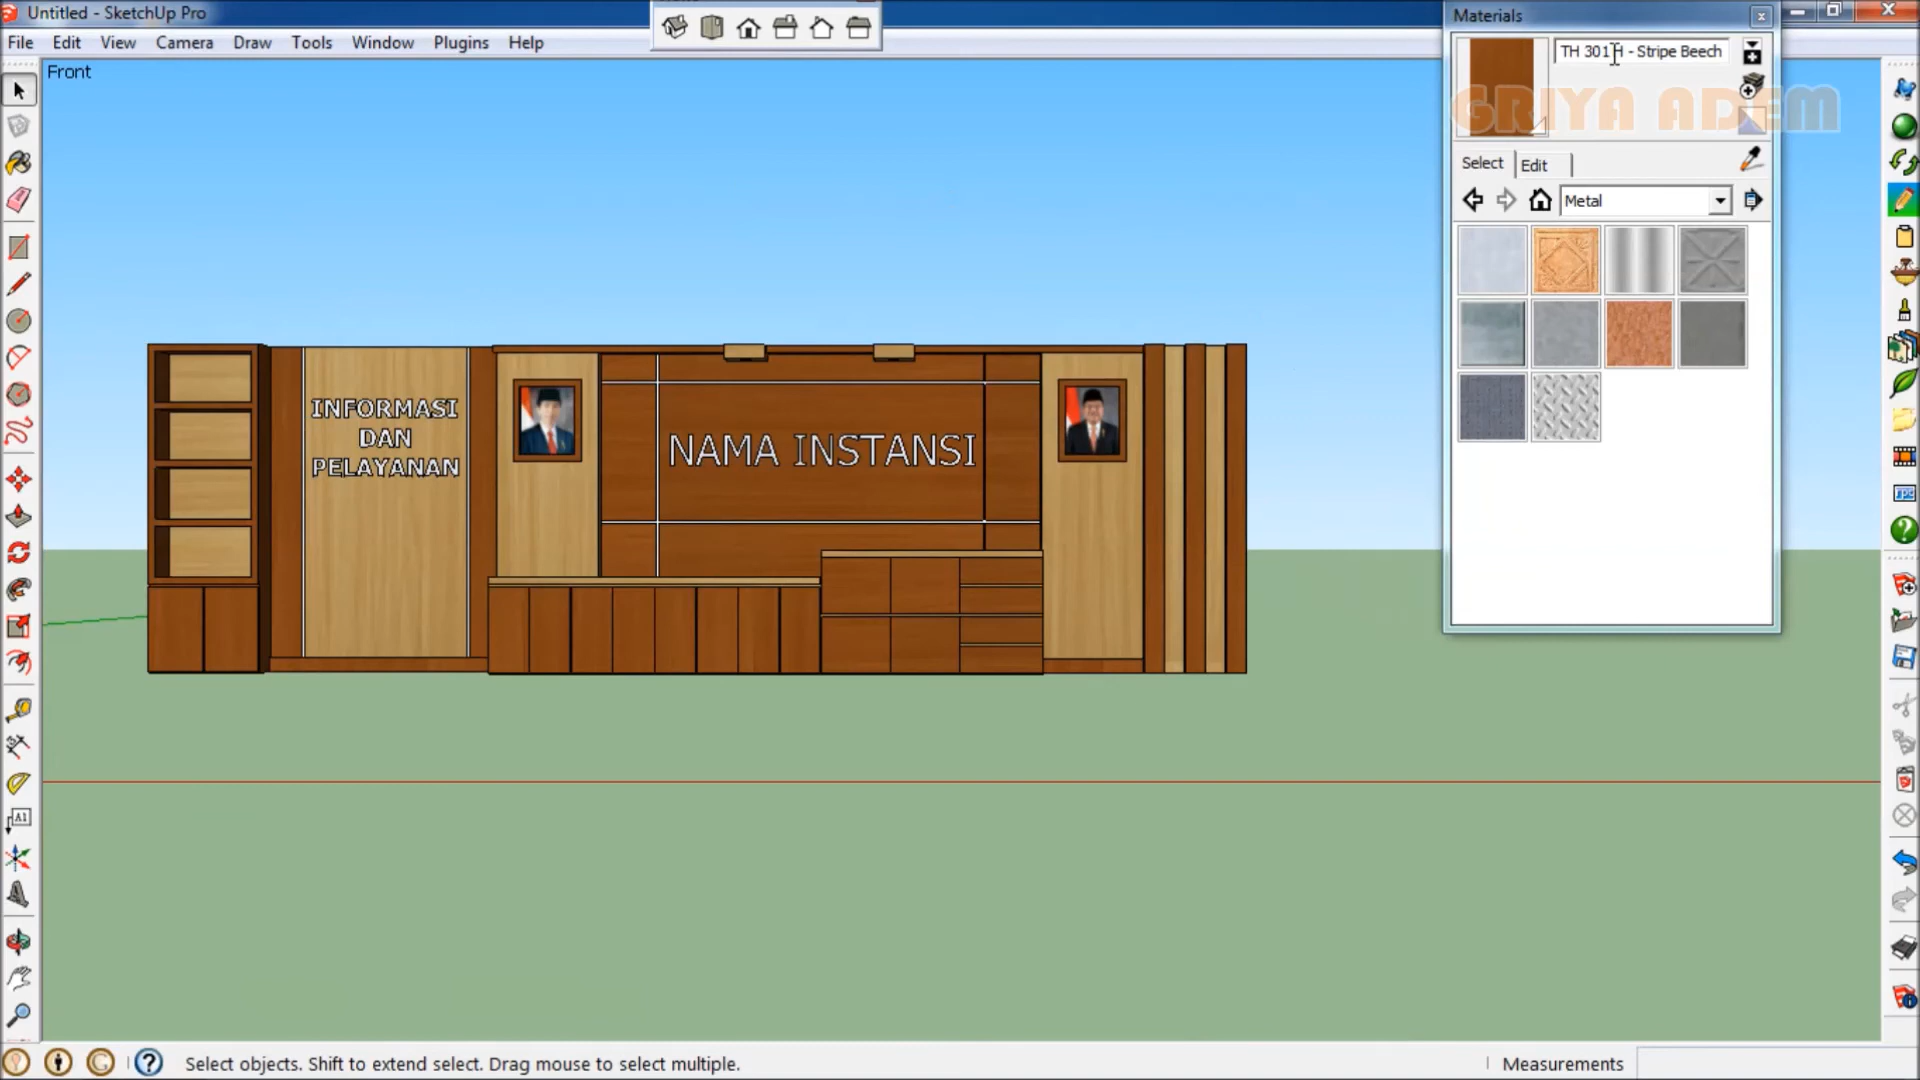 Untitled - SketchUp Pro
File Edit View Camera Draw Tools Window Plugins Help
Front
INFORMASI
DAN
PELAYANAN
NAMA INSTANSI
Materials
TH 301 H - Stripe Beech
GRIYA ADEM
Select Edit
Metal
Select objects. Shift to extend select. Drag mouse to select multiple.
Measurements